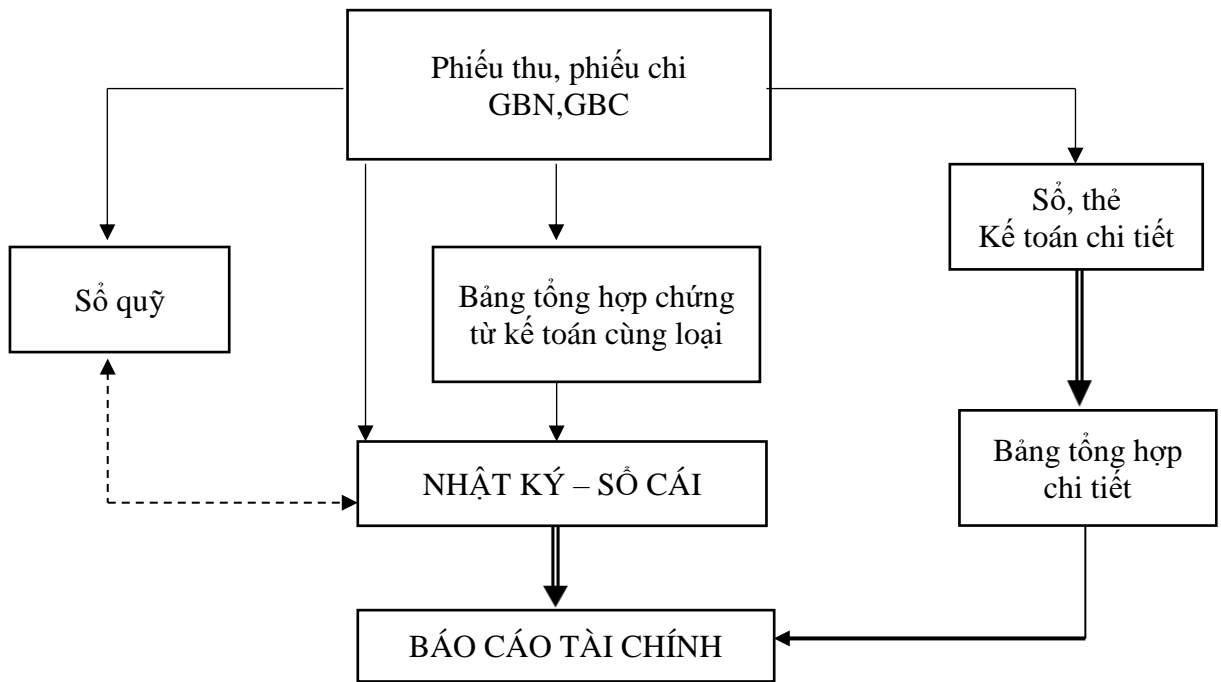 Phiếu thu, phiếu chi
GBN,GBC
Sổ, thẻ
Kế toán chi tiết
Sổ quỹ
Bảng tổng hợp chứng
từ kế toán cùng loại
NHẬT KÝ – SỔ CÁI
Bảng tổng hợp
chi tiết
BÁO CÁO TÀI CHÍNH